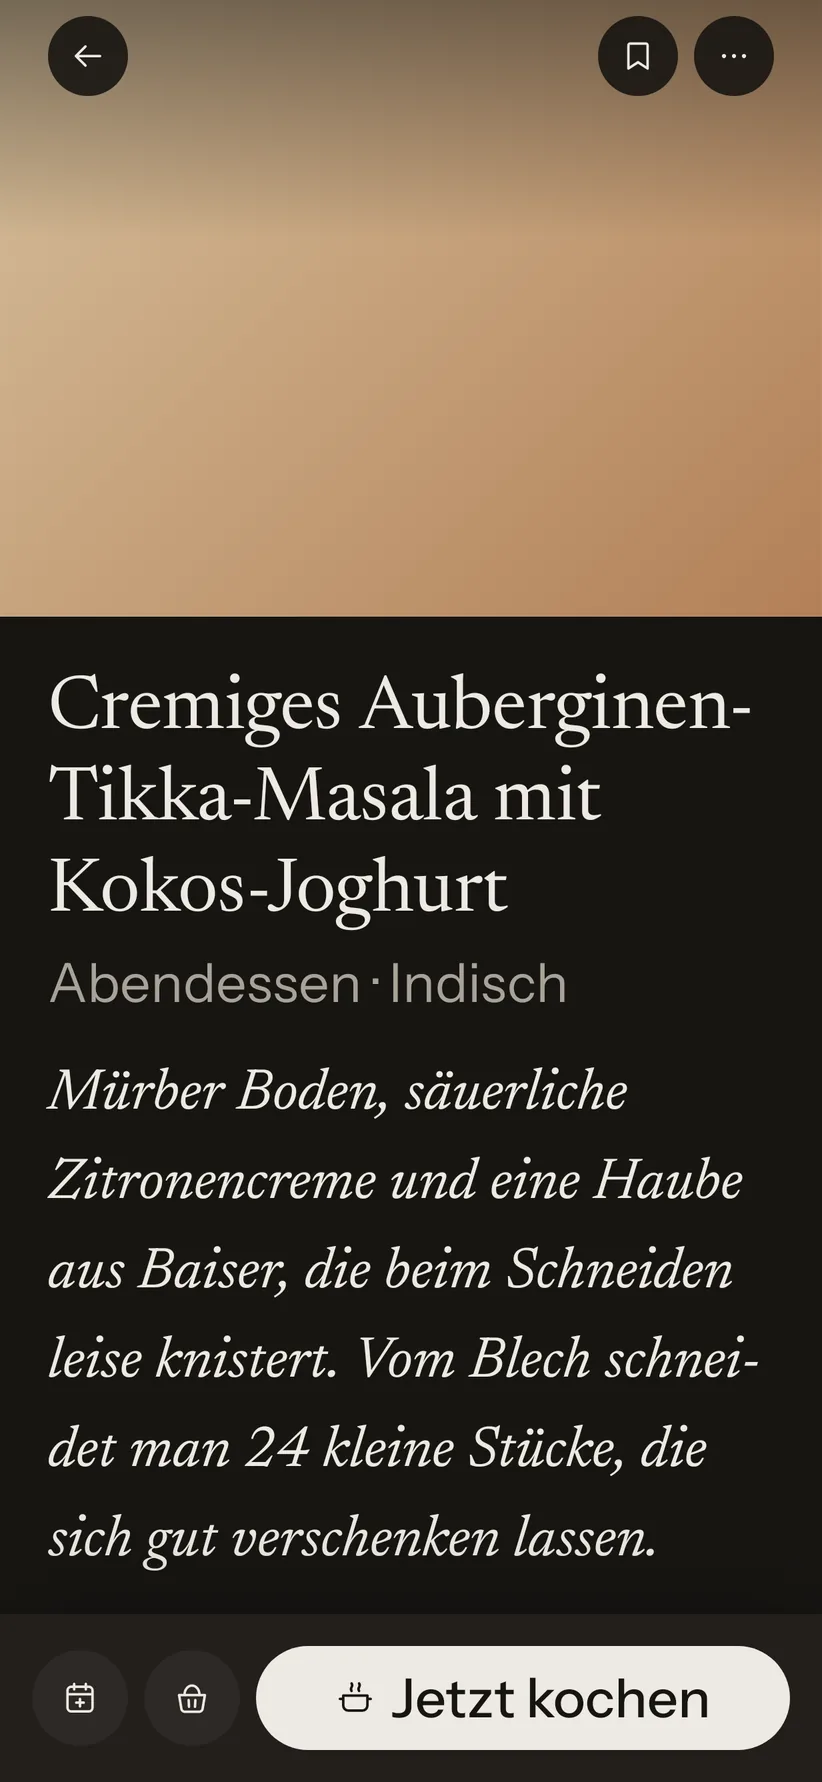 Cremiges Auberginen-
Tikka-Masala mit
Kokos-Joghurt
Abendessen · Indisch
Mürber Boden, säuerliche
Zitronencreme und eine Haube
aus Baiser, die beim Schneiden
leise knistert. Vom Blech schnei-
det man 24 kleine Stücke, die
sich gut verschenken lassen.
Jetzt kochen